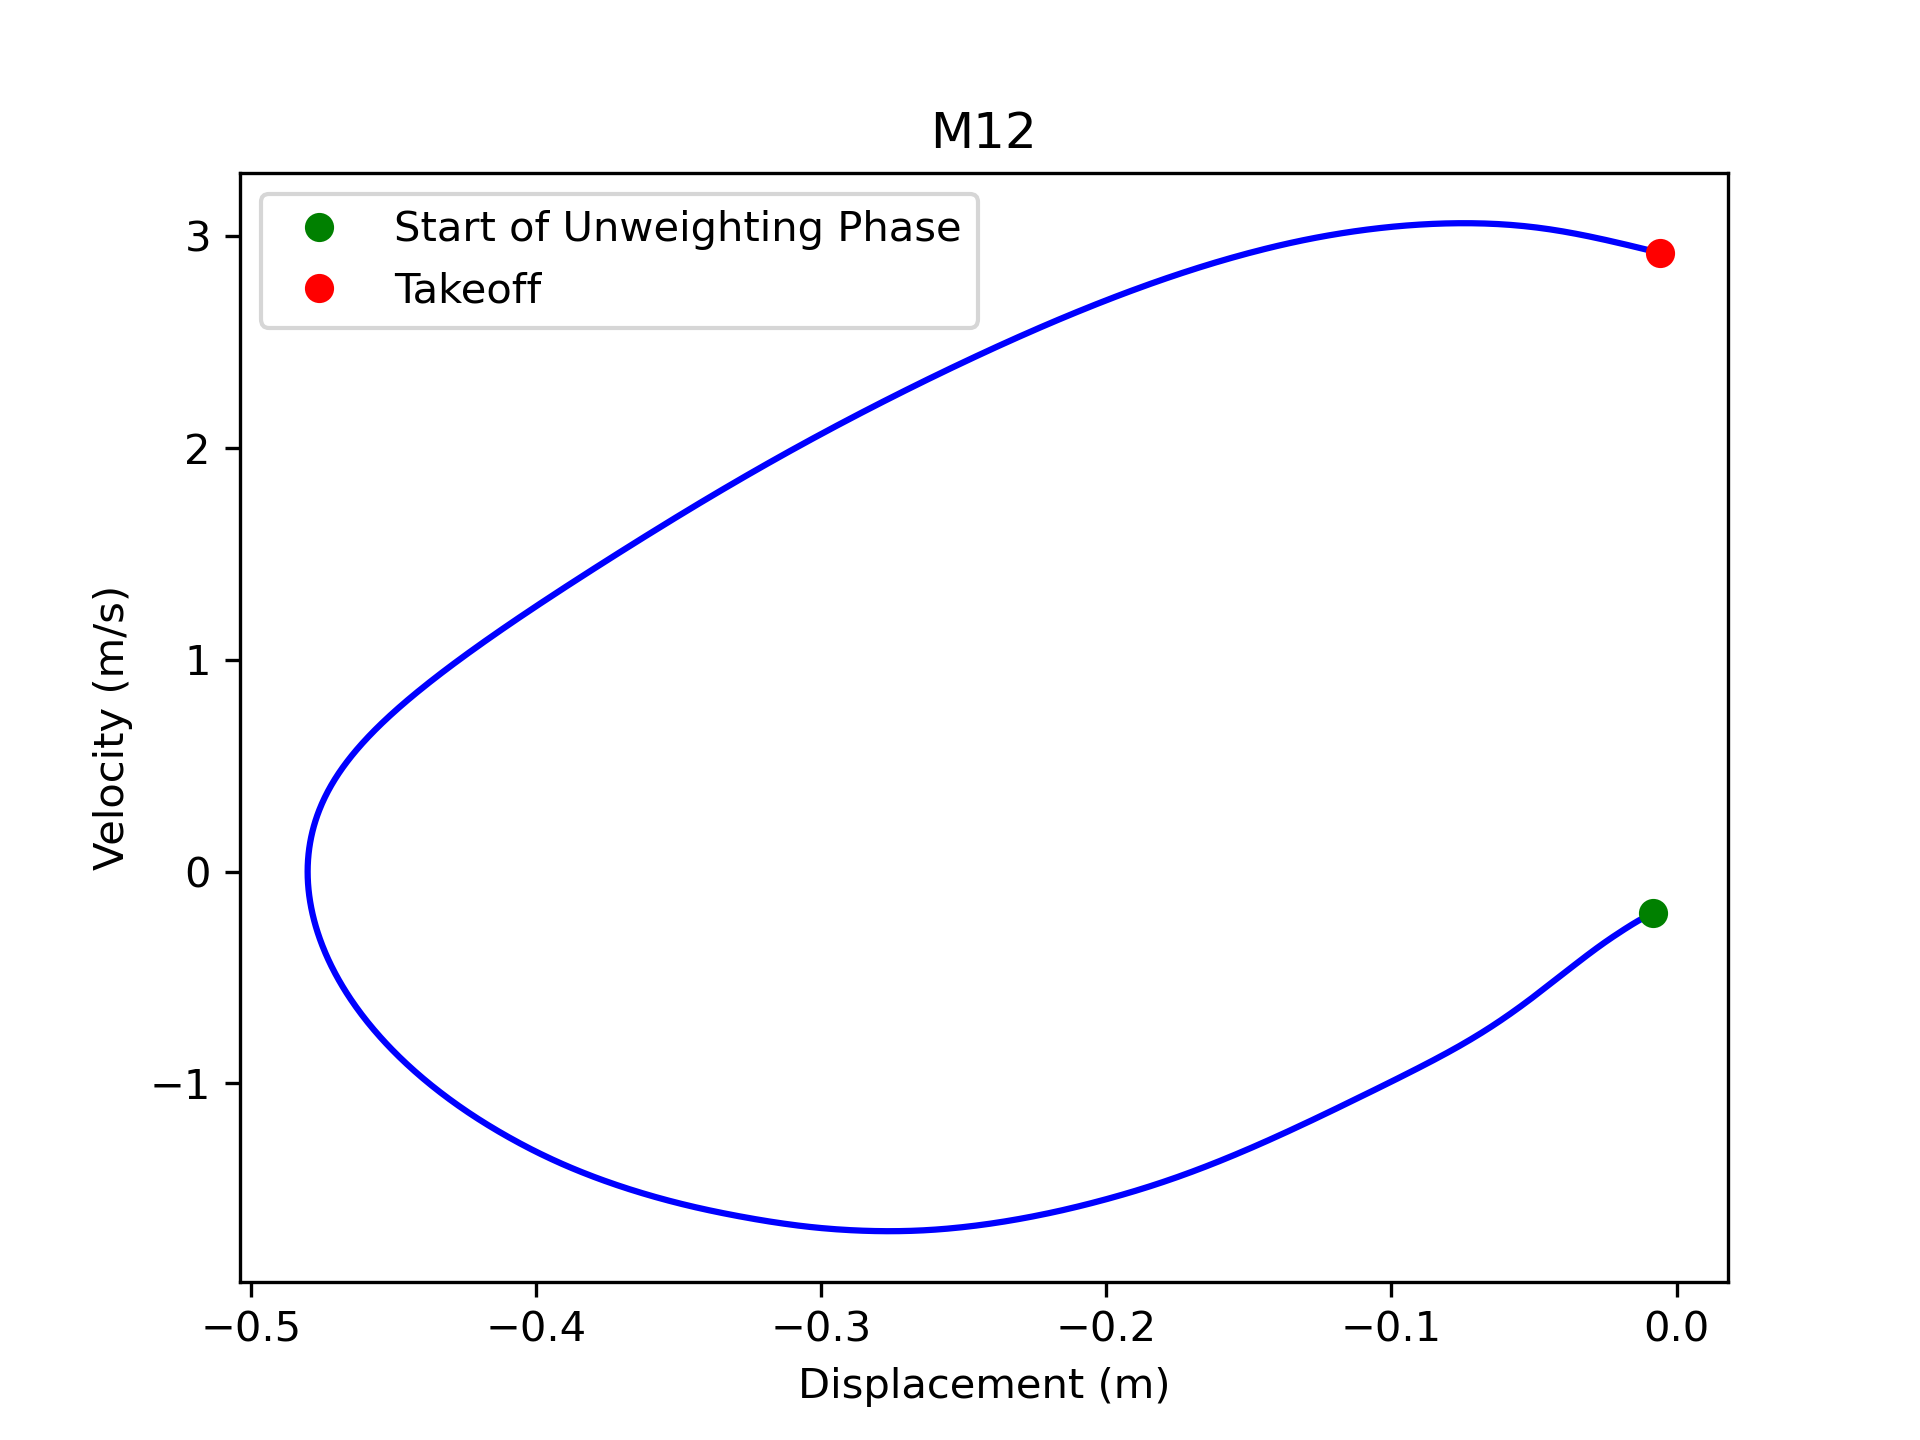 M12
Start of Unweighting Phase
Takeoff
3
2
1
0
−1
Velocity (m/s)
−0.5 −0.4 −0.3 −0.2 −0.1 0.0
Displacement (m)